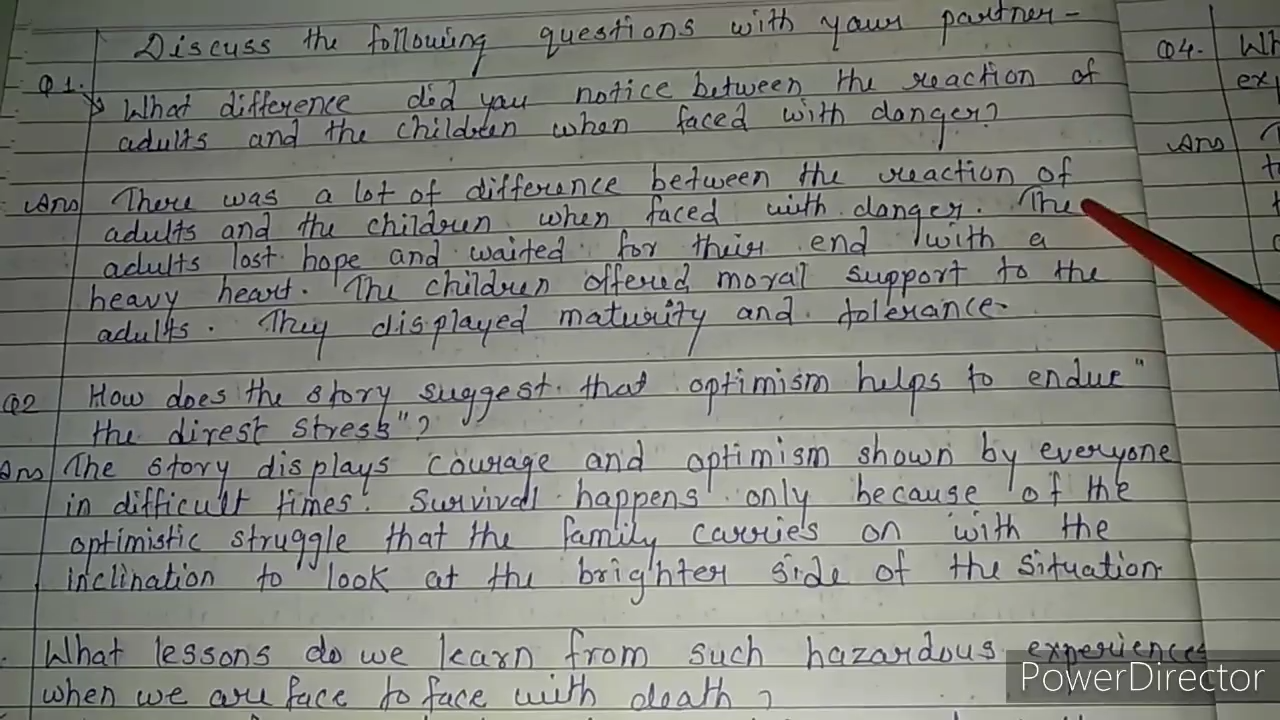 Discuss the following questions with your partner-
Q1. What difference did you notice between the reaction of
adults and the children when faced with danger?
Ans There was a lot of difference between the reaction of
adults and the children when faced with danger. The
adults lost hope and waited for their end with a
heavy heart. The children offered moral support to the
adults. They displayed maturity and tolerance.
Q2 How does the story suggest that optimism helps to endue "
the direst stress"?
Ans The story displays courage and optimism shown by everyone
in difficult times. Survival happens only because of the
optimistic struggle that the family carries on with the
inclination to look at the brighter side of the situation
What lessons do we learn from such hazardous experiences
when we are face to face with death?
Q4. Wh
exp
Ans
PowerDirector